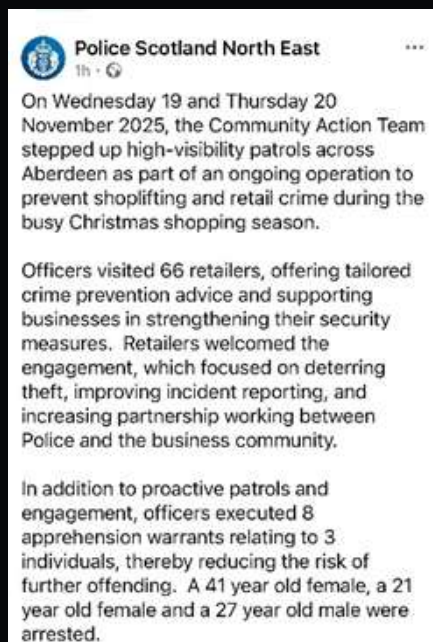 Police Scotland North East
1h ·
On Wednesday 19 and Thursday 20
November 2025, the Community Action Team
stepped up high-visibility patrols across
Aberdeen as part of an ongoing operation to
prevent shoplifting and retail crime during the
busy Christmas shopping season.
Officers visited 66 retailers, offering tailored
crime prevention advice and supporting
businesses in strengthening their security
measures.  Retailers welcomed the
engagement, which focused on deterring
theft, improving incident reporting, and
increasing partnership working between
Police and the business community.
In addition to proactive patrols and
engagement, officers executed 8
apprehension warrants relating to 3
individuals, thereby reducing the risk of
further offending.  A 41 year old female, a 21
year old female and a 27 year old male were
arrested.